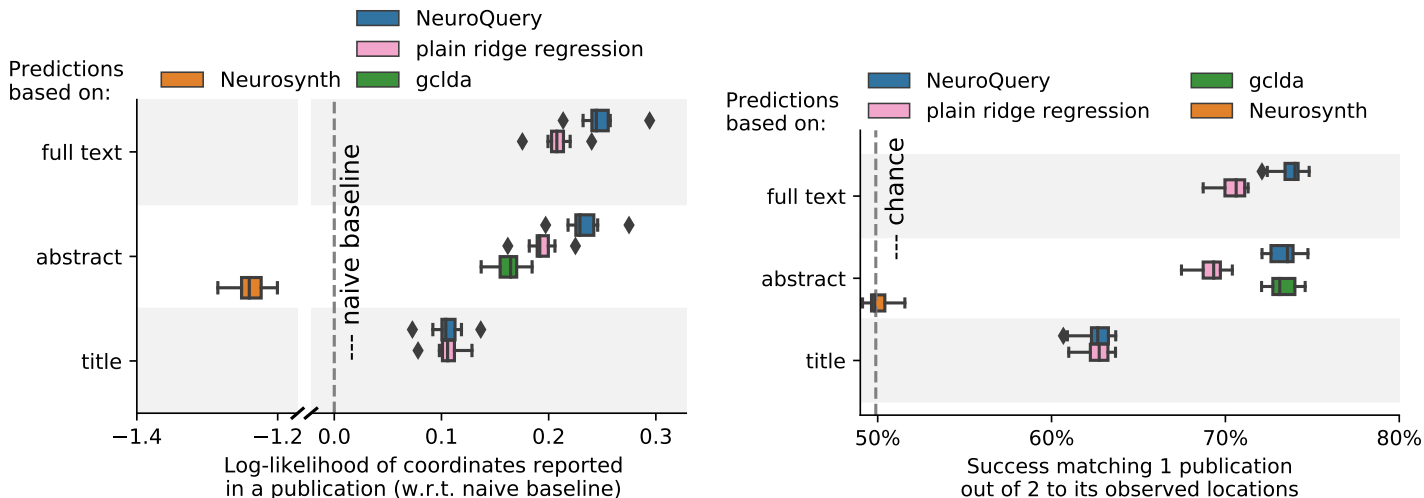 NeuroQuery
plain ridge regression
Neurosynth
gclda
Predictions
based on:
full text
abstract
title
--- naive baseline
−1.4
−1.2
0.0
0.1
0.2
0.3
Log-likelihood of coordinates reported
in a publication (w.r.t. naive baseline)
NeuroQuery
plain ridge regression
gclda
Neurosynth
Predictions
based on:
full text
abstract
title
--- chance
50%
60%
70%
80%
Success matching 1 publication
out of 2 to its observed locations